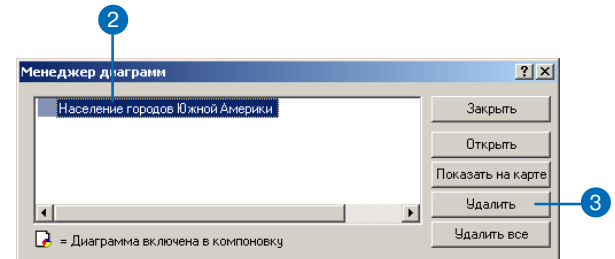 2
Менеджер диаграмм
Население городов Южной Америки
Закрыть
Открыть
Показать на карте
Удалить
3
Удалить все
= Диаграмма включена в компоновку